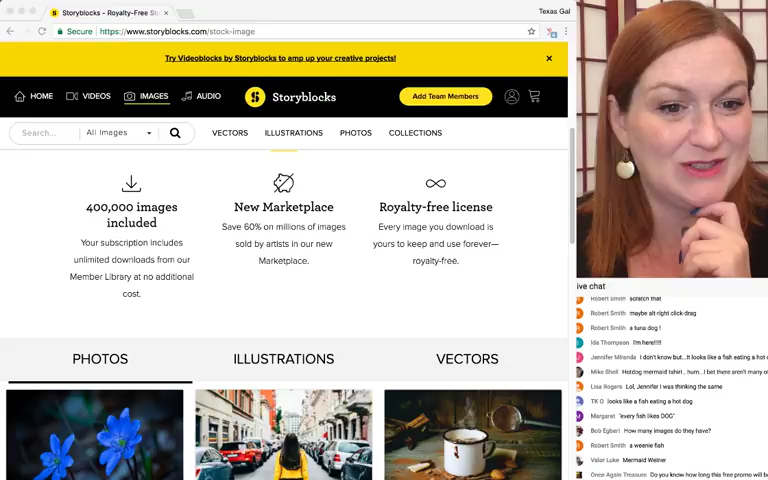 Storyblocks - Royalty-Free St
Texas Gal
Secure
https://www.storyblocks.com/stock-image
Try Videoblocks by Storyblocks to amp up your creative projects!
HOME
VIDEOS
IMAGES
AUDIO
Storyblocks
Add Team Members
Search...
All Images
VECTORS
ILLUSTRATIONS
PHOTOS
COLLECTIONS
400,000 images
included
Your subscription includes
unlimited downloads from our
Member Library at no additional
cost.
New Marketplace
Save 60% on millions of images
sold by artists in our new
Marketplace.
Royalty-free license
Every image you download is
yours to keep and use forever—
royalty-free.
PHOTOS
ILLUSTRATIONS
VECTORS
ive chat
Robert Smith scratch that
Robert Smith maybe alt-right click-drag
Robert Smith a tuna dog !
Ida Thompson I'm here!!!!!
Jennifer Miranda I don't know but...It looks like a fish eating a hot d
Mike Shell Hotdog mermaid tshirt... hum...I bet there aren't many o
Lisa Rogers Lol, Jennifer I was thinking the same
TK O looks like a fish eating a hot dog
Margaret "every fish likes DOG"
Bob Egbert How many images do they have?
Robert Smith a weenie fish
Valor Luke Mermaid Weiner
Once Again Treasure Do you know how long this free promo will b